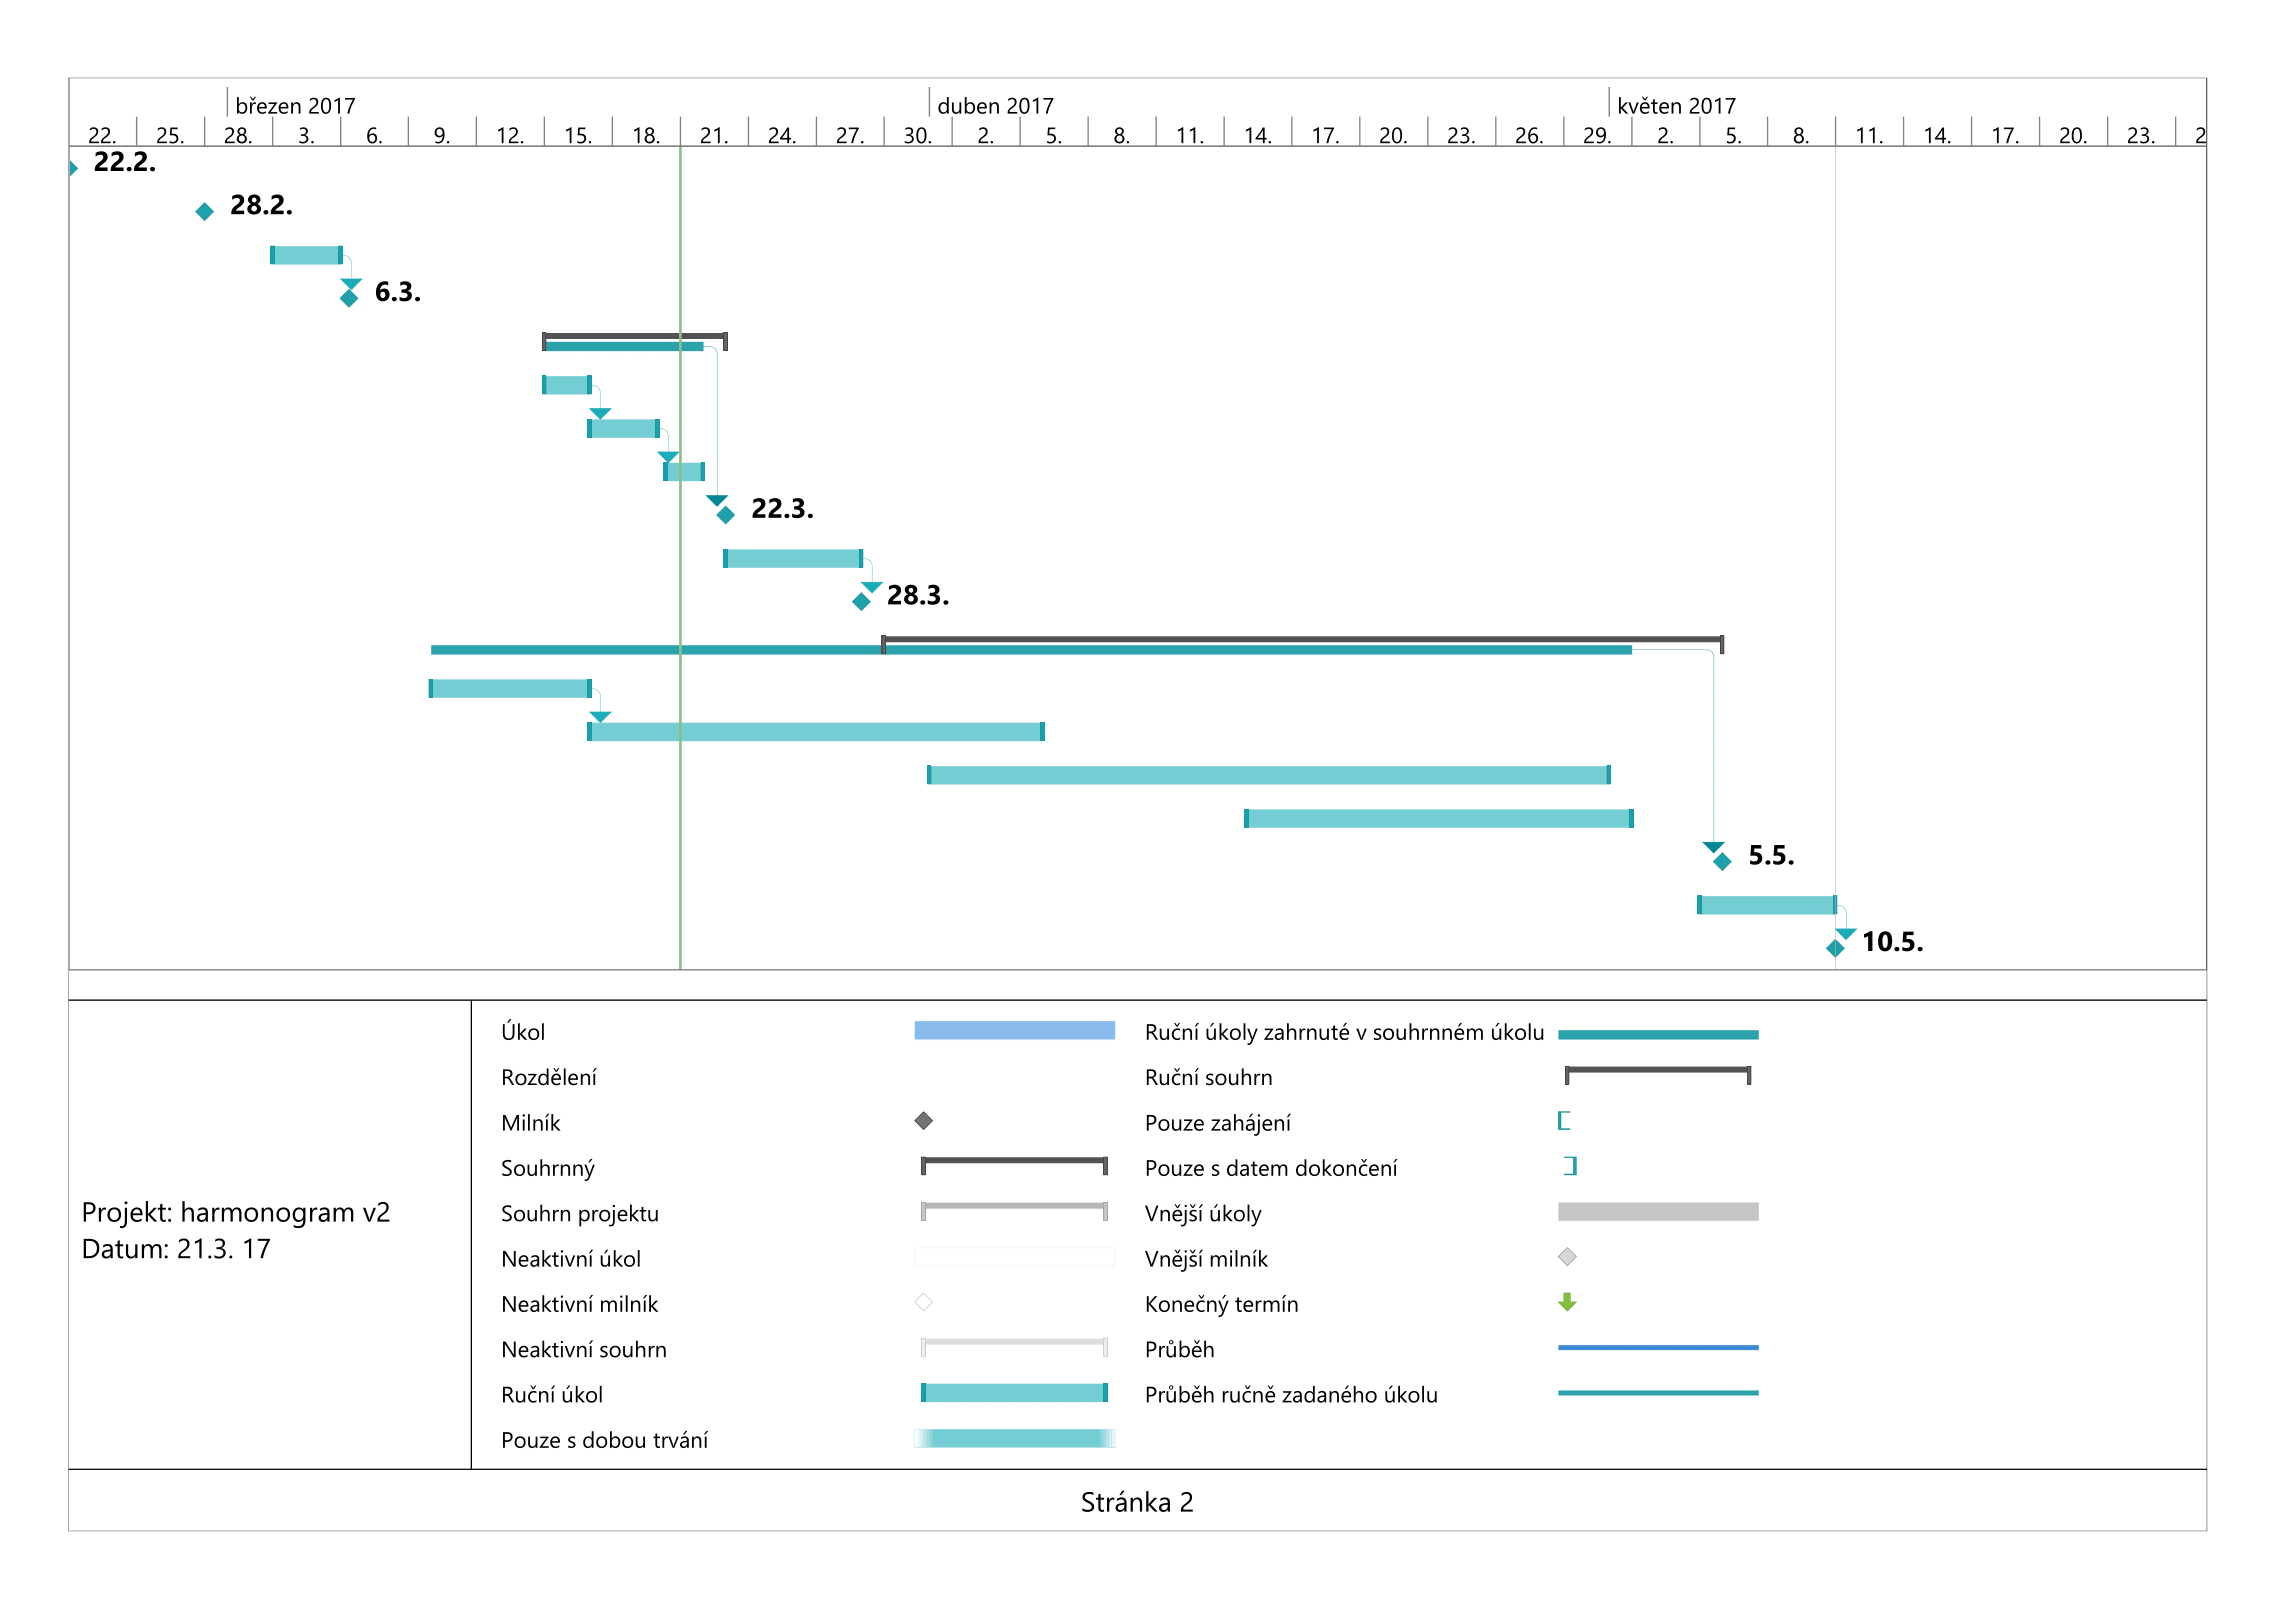 březen 2017 duben 2017 květen 2017
22. 25. 28. 3. 6. 9. 12. 15. 18. 21. 24. 27. 30. 2. 5. 8. 11. 14. 17. 20. 23. 26. 29. 2. 5. 8. 11. 14. 17. 20. 23. 2
22.2.
28.2.
6.3.
22.3.
28.3.
5.5.
10.5.
Projekt: harmonogram v2
Datum: 21.3. 17
Úkol
Rozdělení
Milník
Souhrnný
Souhrn projektu
Neaktivní úkol
Neaktivní milník
Neaktivní souhrn
Ruční úkol
Pouze s dobou trvání
Ruční úkoly zahrnuté v souhrnném úkolu
Ruční souhrn
Pouze zahájení
Pouze s datem dokončení
Vnější úkoly
Vnější milník
Konečný termín
Průběh
Průběh ručně zadaného úkolu
Stránka 2